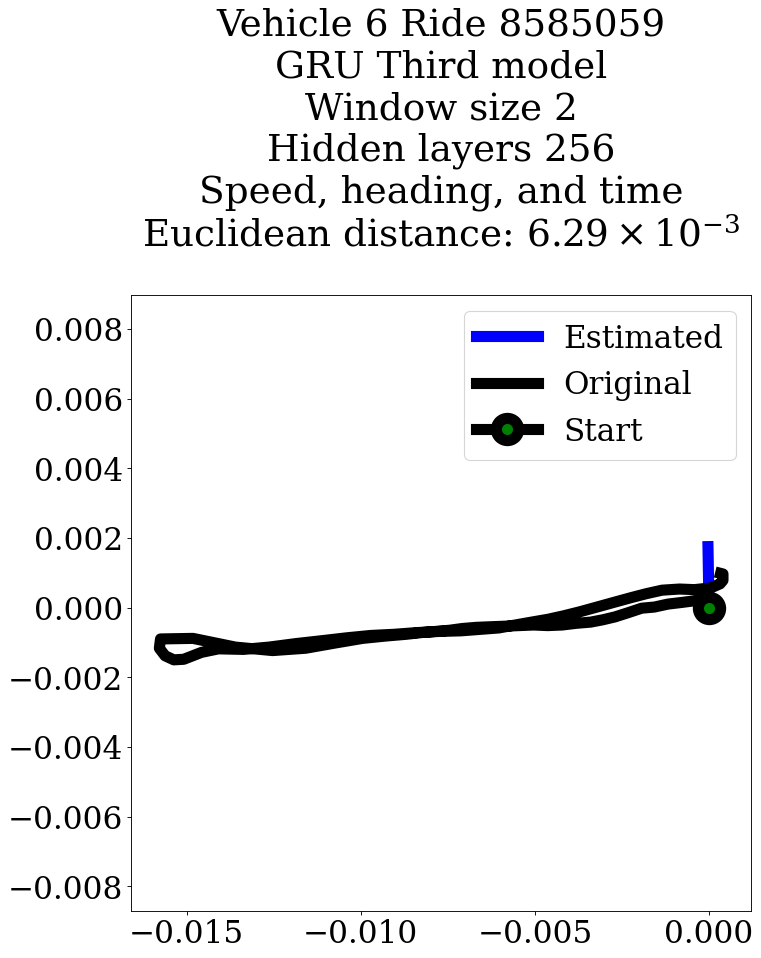 Vehicle 6 Ride 8585059
GRU Third model
Window size 2
Hidden layers 256
Speed, heading, and time
Euclidean distance: 6.29 × 10⁻³
Estimated
Original
Start
0.008
0.006
0.004
0.002
0.000
−0.002
−0.004
−0.006
−0.008
−0.015 −0.010 −0.005 0.000